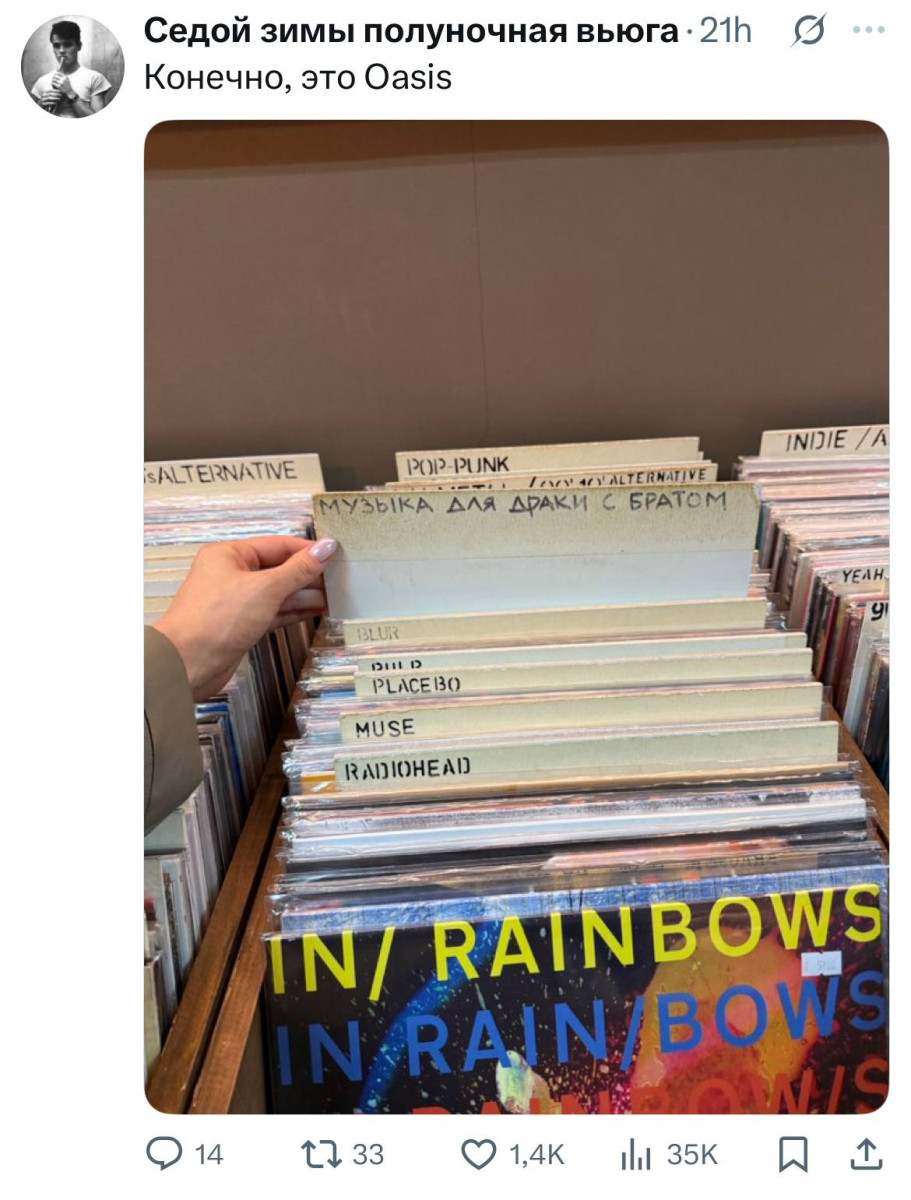 Седой зимы полуночная вьюга · 21h
Конечно, это Oasis
ALTERNATIVE
POP-PUNK
INDIE /A
ALTERNATIVE
МУЗЫКА ДЛЯ ДРАКИ С БРАТОМ
YEAH
BLUR
PLACEBO
MUSE
RADIOHEAD
IN/ RAINBOWS
IN RAIN/BOWS
14 33 1,4K 35K